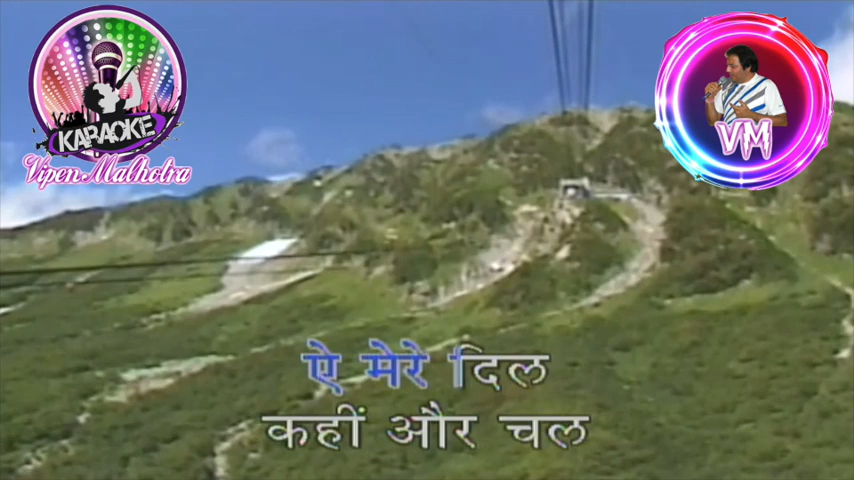 KARAOKE
Vipen Malhotra
VM
ऐ मेरे दिल
कहीं और चल